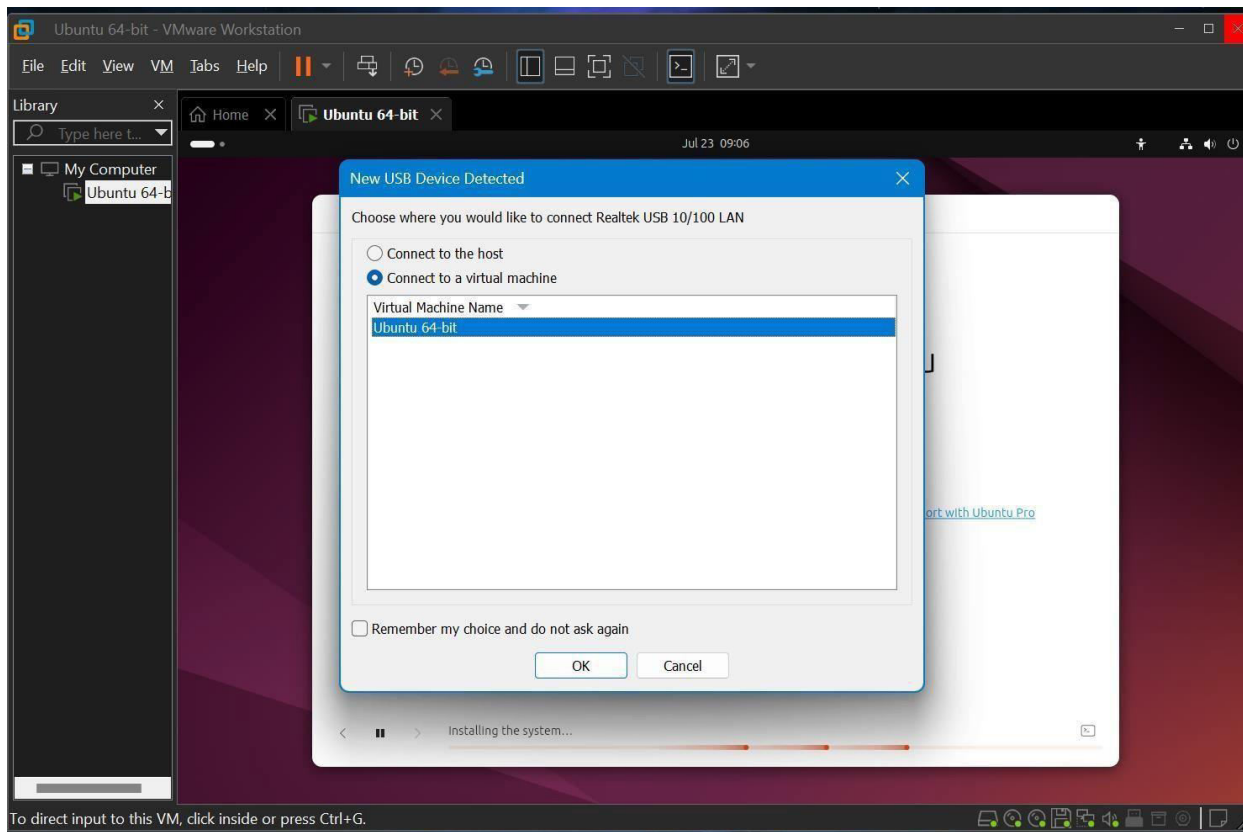 Ubuntu 64-bit - VMware Workstation
File Edit View VM Tabs Help
Library
Type here t...
My Computer
Ubuntu 64-b
Home
Ubuntu 64-bit
Jul 23 09:06
New USB Device Detected
Choose where you would like to connect Realtek USB 10/100 LAN
Connect to the host
Connect to a virtual machine
Virtual Machine Name
Ubuntu 64-bit
ort with Ubuntu Pro
Remember my choice and do not ask again
OK Cancel
Installing the system...
To direct input to this VM, click inside or press Ctrl+G.